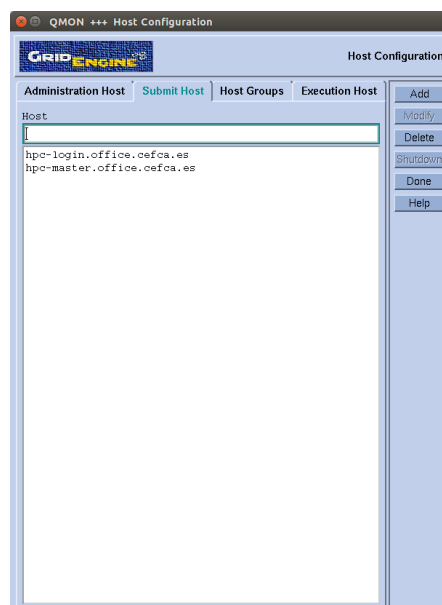 QMON +++ Host Configuration
GRID ENGINE
Host Configuration
Administration Host
Submit Host
Host Groups
Execution Host
Host
hpc-login.office.cefca.es
hpc-master.office.cefca.es
Add
Modify
Delete
Shutdown
Done
Help